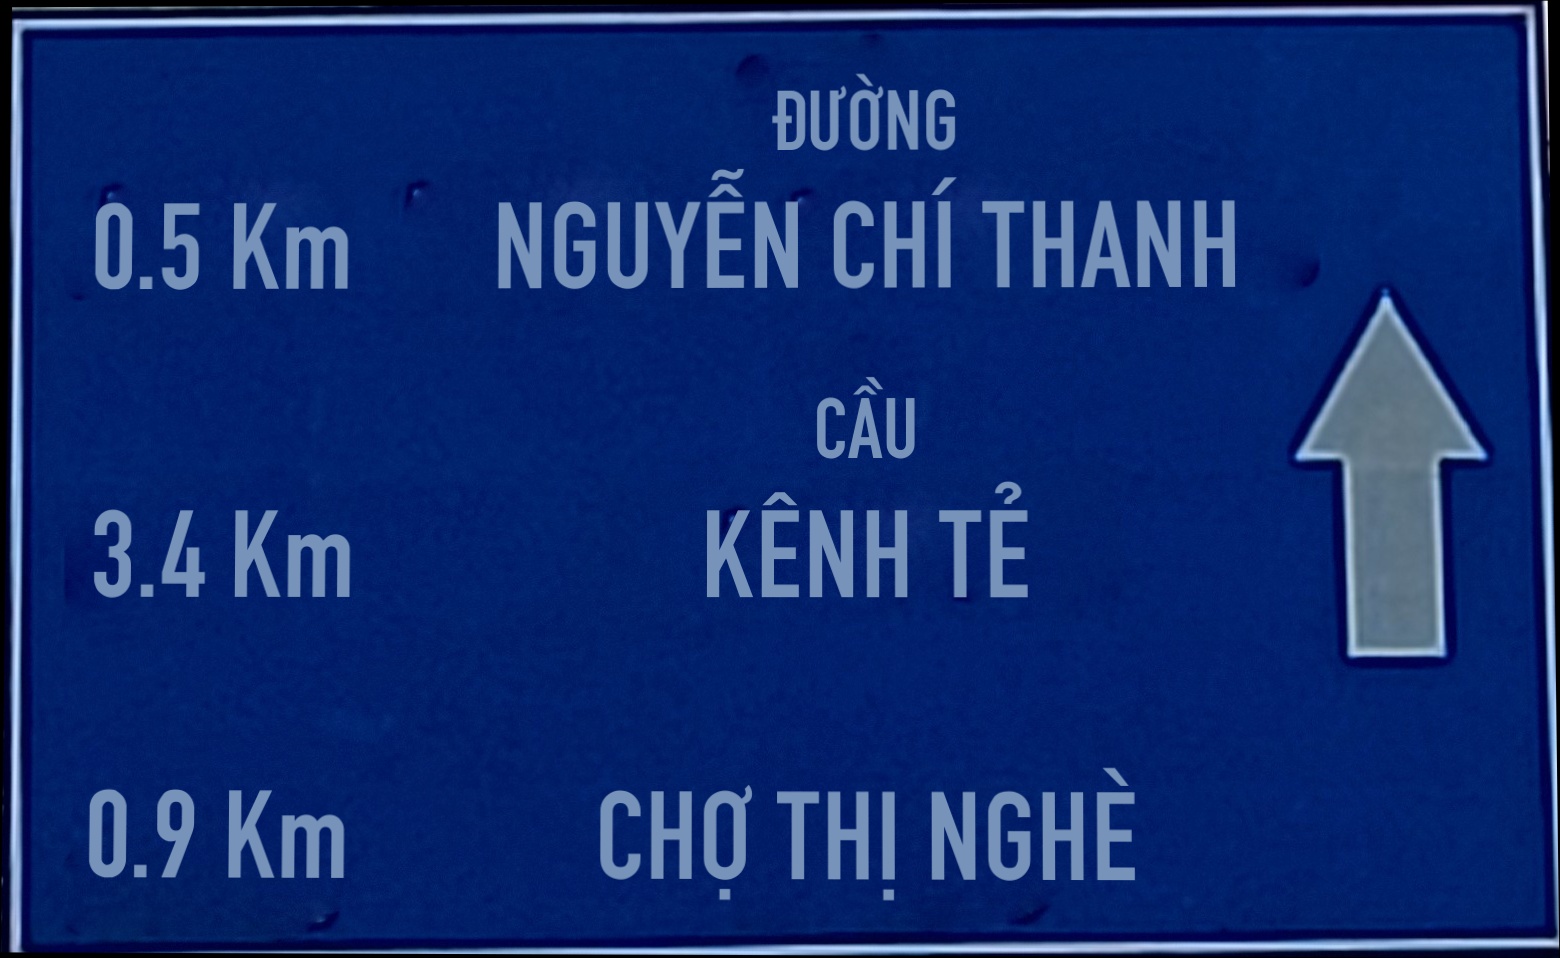 ĐƯỜNG
0.5 Km NGUYỄN CHÍ THANH
CẦU
3.4 Km KÊNH TẺ
0.9 Km CHỢ THỊ NGHÈ